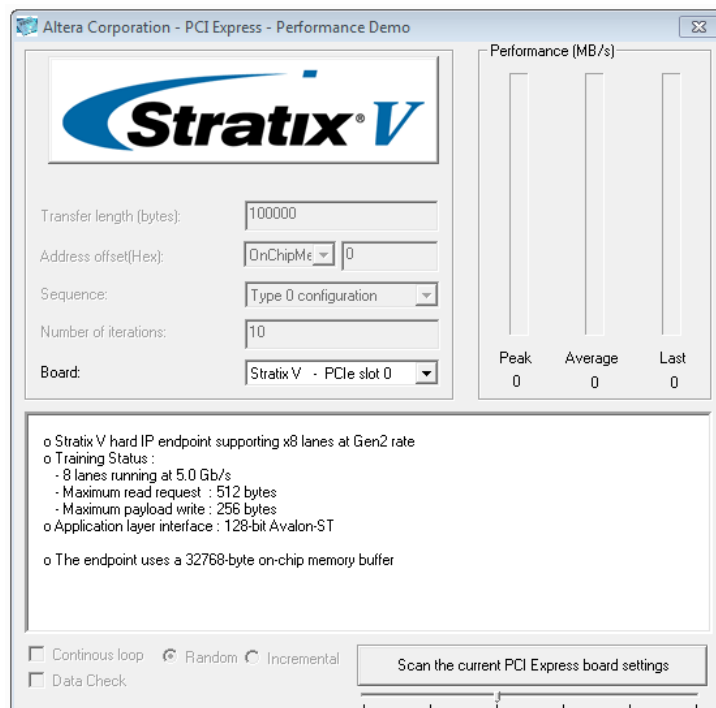 Altera Corporation - PCI Express - Performance Demo
Performance (MB/s)
Stratix® V
Transfer length (bytes):
100000
Address offset(Hex):
OnChipMe
0
Sequence:
Type 0 configuration
Number of iterations:
10
Board:
Stratix V - PCIe slot 0
Peak
Average
Last
0
0
0
o Stratix V hard IP endpoint supporting x8 lanes at Gen2 rate
o Training Status :
- 8 lanes running at 5.0 Gb/s
- Maximum read request : 512 bytes
- Maximum payload write : 256 bytes
o Application layer interface : 128-bit Avalon-ST
o The endpoint uses a 32768-byte on-chip memory buffer
Continous loop
Random
Incremental
Data Check
Scan the current PCI Express board settings